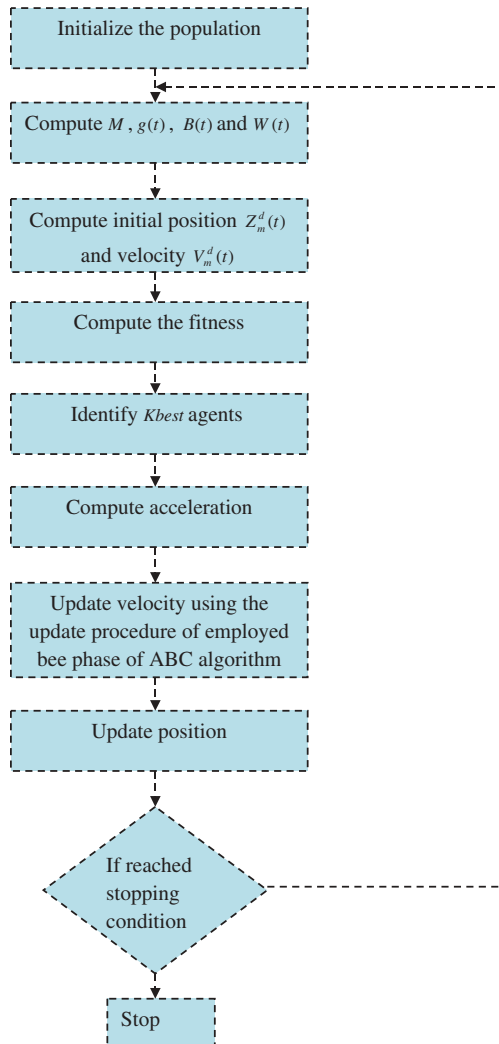 Initialize the population
Compute M , g(t) , B(t) and W(t)
Compute initial position Z_m^d(t)
and velocity V_m^d(t)
Compute the fitness
Identify Kbest agents
Compute acceleration
Update velocity using the
update procedure of employed
bee phase of ABC algorithm
Update position
If reached
stopping
condition
Stop